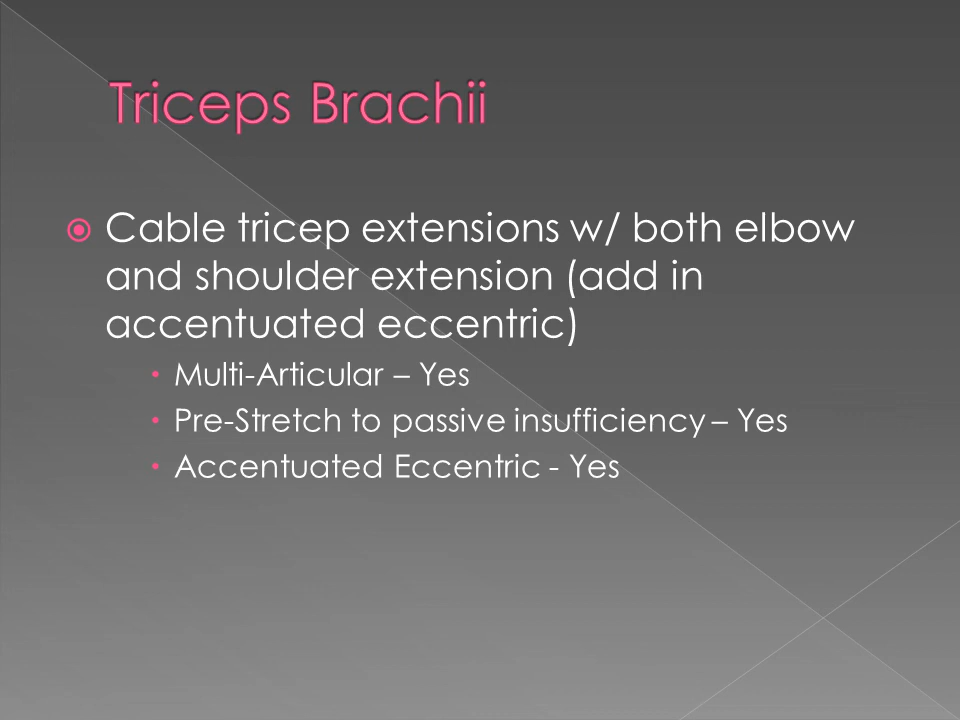 Triceps Brachii
Cable tricep extensions w/ both elbow
and shoulder extension (add in
accentuated eccentric)
Multi-Articular – Yes
Pre-Stretch to passive insufficiency – Yes
Accentuated Eccentric - Yes